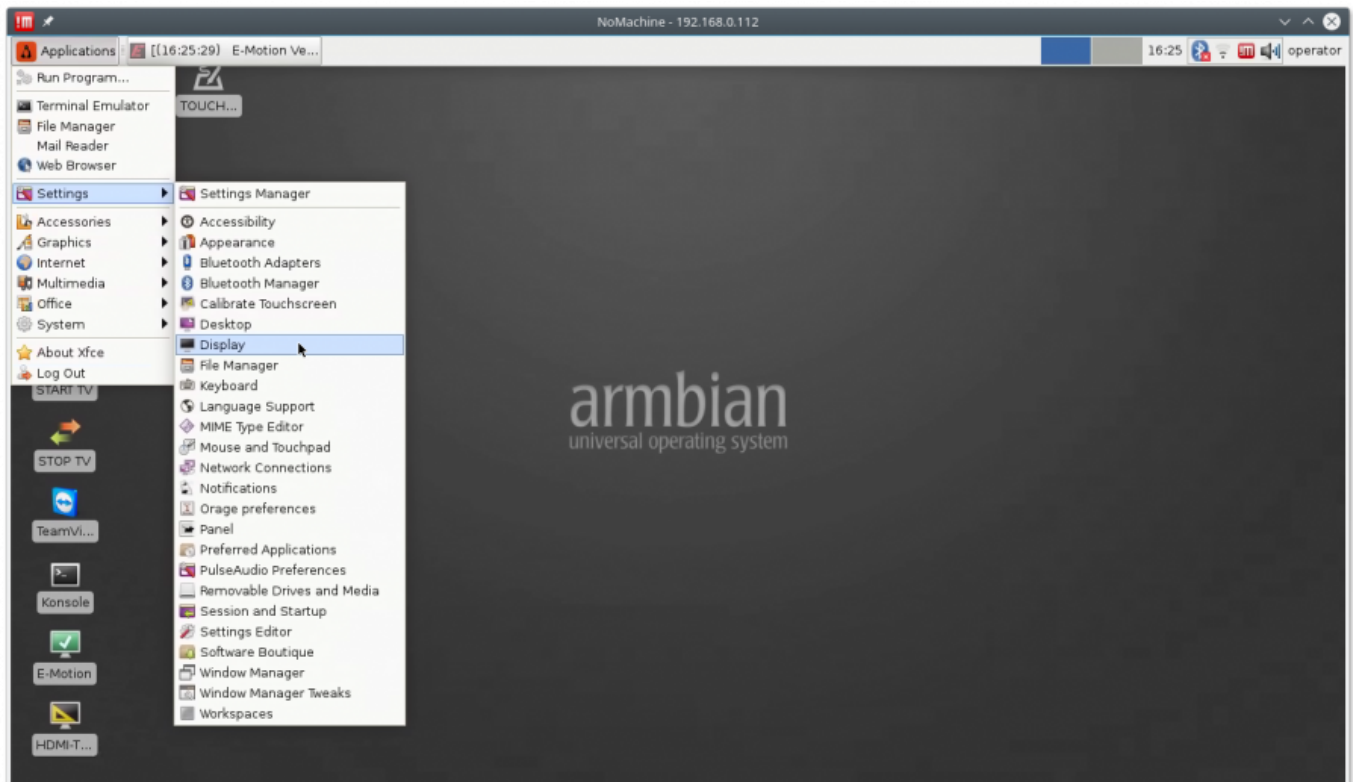 NoMachine - 192.168.0.112
Applications
[(16:25:29) E-Motion Ve...
16:25
operator
Run Program...
Terminal Emulator
File Manager
Mail Reader
Web Browser
Settings
Accessories
Graphics
Internet
Multimedia
Office
System
About Xfce
Log Out
Settings Manager
Accessibility
Appearance
Bluetooth Adapters
Bluetooth Manager
Calibrate Touchscreen
Desktop
Display
File Manager
Keyboard
Language Support
MIME Type Editor
Mouse and Touchpad
Network Connections
Notifications
Orage preferences
Panel
Preferred Applications
PulseAudio Preferences
Removable Drives and Media
Session and Startup
Settings Editor
Software Boutique
Window Manager
Window Manager Tweaks
Workspaces
TOUCH...
START TV
STOP TV
TeamVi...
Konsole
E-Motion
HDMI-T...
armbian
universal operating system